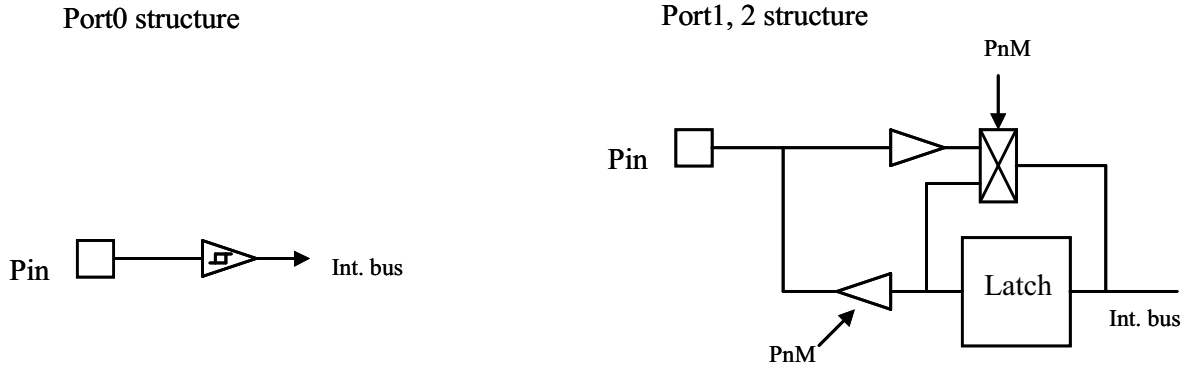 Port0 structure
Pin
Int. bus
Port1, 2 structure
PnM
Pin
Latch
Int. bus
PnM